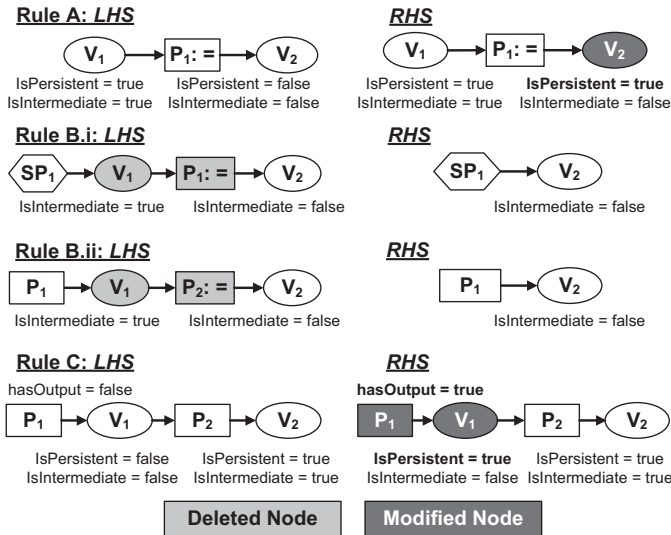 Rule A: LHS RHS
V1 P1: = V2 V1 P1: = V2
IsPersistent = true IsPersistent = false IsPersistent = true IsPersistent = true
IsIntermediate = true IsIntermediate = false IsIntermediate = true IsIntermediate = false
Rule B.i: LHS RHS
SP1 V1 P1: = V2 SP1 V2
IsIntermediate = true IsIntermediate = false IsIntermediate = false
Rule B.ii: LHS RHS
P1 V1 P2: = V2 P1 V2
IsIntermediate = true IsIntermediate = false IsIntermediate = false
Rule C: LHS RHS
hasOutput = false hasOutput = true
P1 V1 P2 V2 P1 V1 P2 V2
IsPersistent = false IsPersistent = true IsPersistent = true IsPersistent = true
IsIntermediate = false IsIntermediate = true IsIntermediate = false IsIntermediate = true
Deleted Node Modified Node